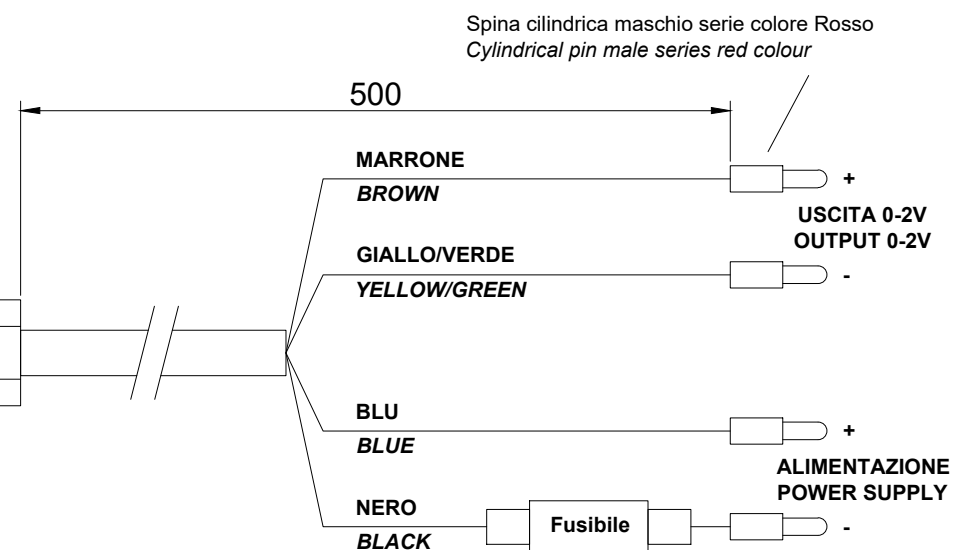 Spina cilindrica maschio serie colore Rosso
Cylindrical pin male series red colour
500
MARRONE
BROWN
+
USCITA 0-2V
OUTPUT 0-2V
GIALLO/VERDE
YELLOW/GREEN
-
BLU
BLUE
+
ALIMENTAZIONE
POWER SUPPLY
NERO
BLACK
Fusibile
-